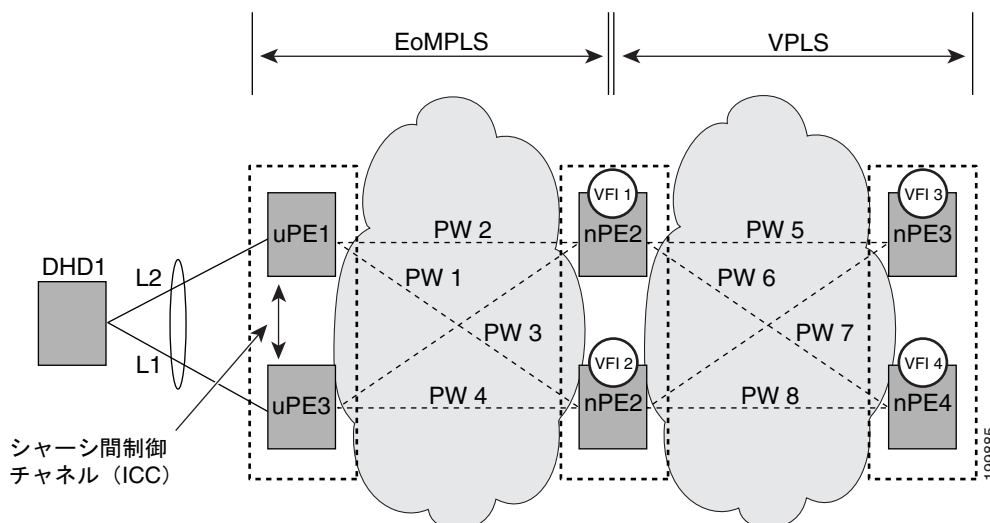 EoMPLS
VPLS
VFI 1
VFI 3
uPE1
PW 2
nPE2
PW 5
nPE3
DHD1
L2
PW 1
PW 6
PW 3
PW 7
L1
VFI 2
VFI 4
uPE3
PW 4
nPE2
PW 8
nPE4
シャーシ間制御
チャネル（ICC）
199885